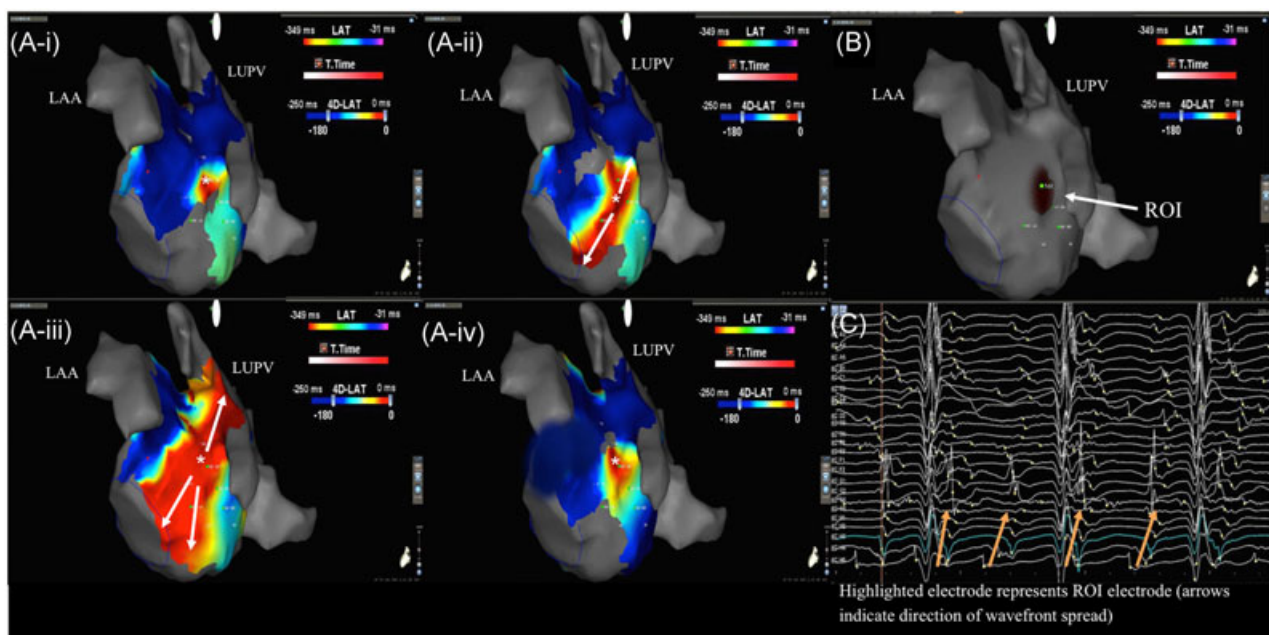 (A-i)
-349 ms LAT -31 ms
T.Time
-250 ms 4D-LAT 0 ms
-180 0
LAA
LUPV
(A-ii)
-349 ms LAT -31 ms
T.Time
-250 ms 4D-LAT 0 ms
-180 0
LAA
LUPV
(B)
-349 ms LAT -31 ms
T.Time
-250 ms 4D-LAT 0 ms
-180 0
LAA
LUPV
ROI
(A-iii)
-349 ms LAT -31 ms
T.Time
-250 ms 4D-LAT 0 ms
-180 0
LAA
LUPV
(A-iv)
-349 ms LAT -31 ms
T.Time
-250 ms 4D-LAT 0 ms
-180 0
LAA
LUPV
(C)
Highlighted electrode represents ROI electrode (arrows
indicate direction of wavefront spread)